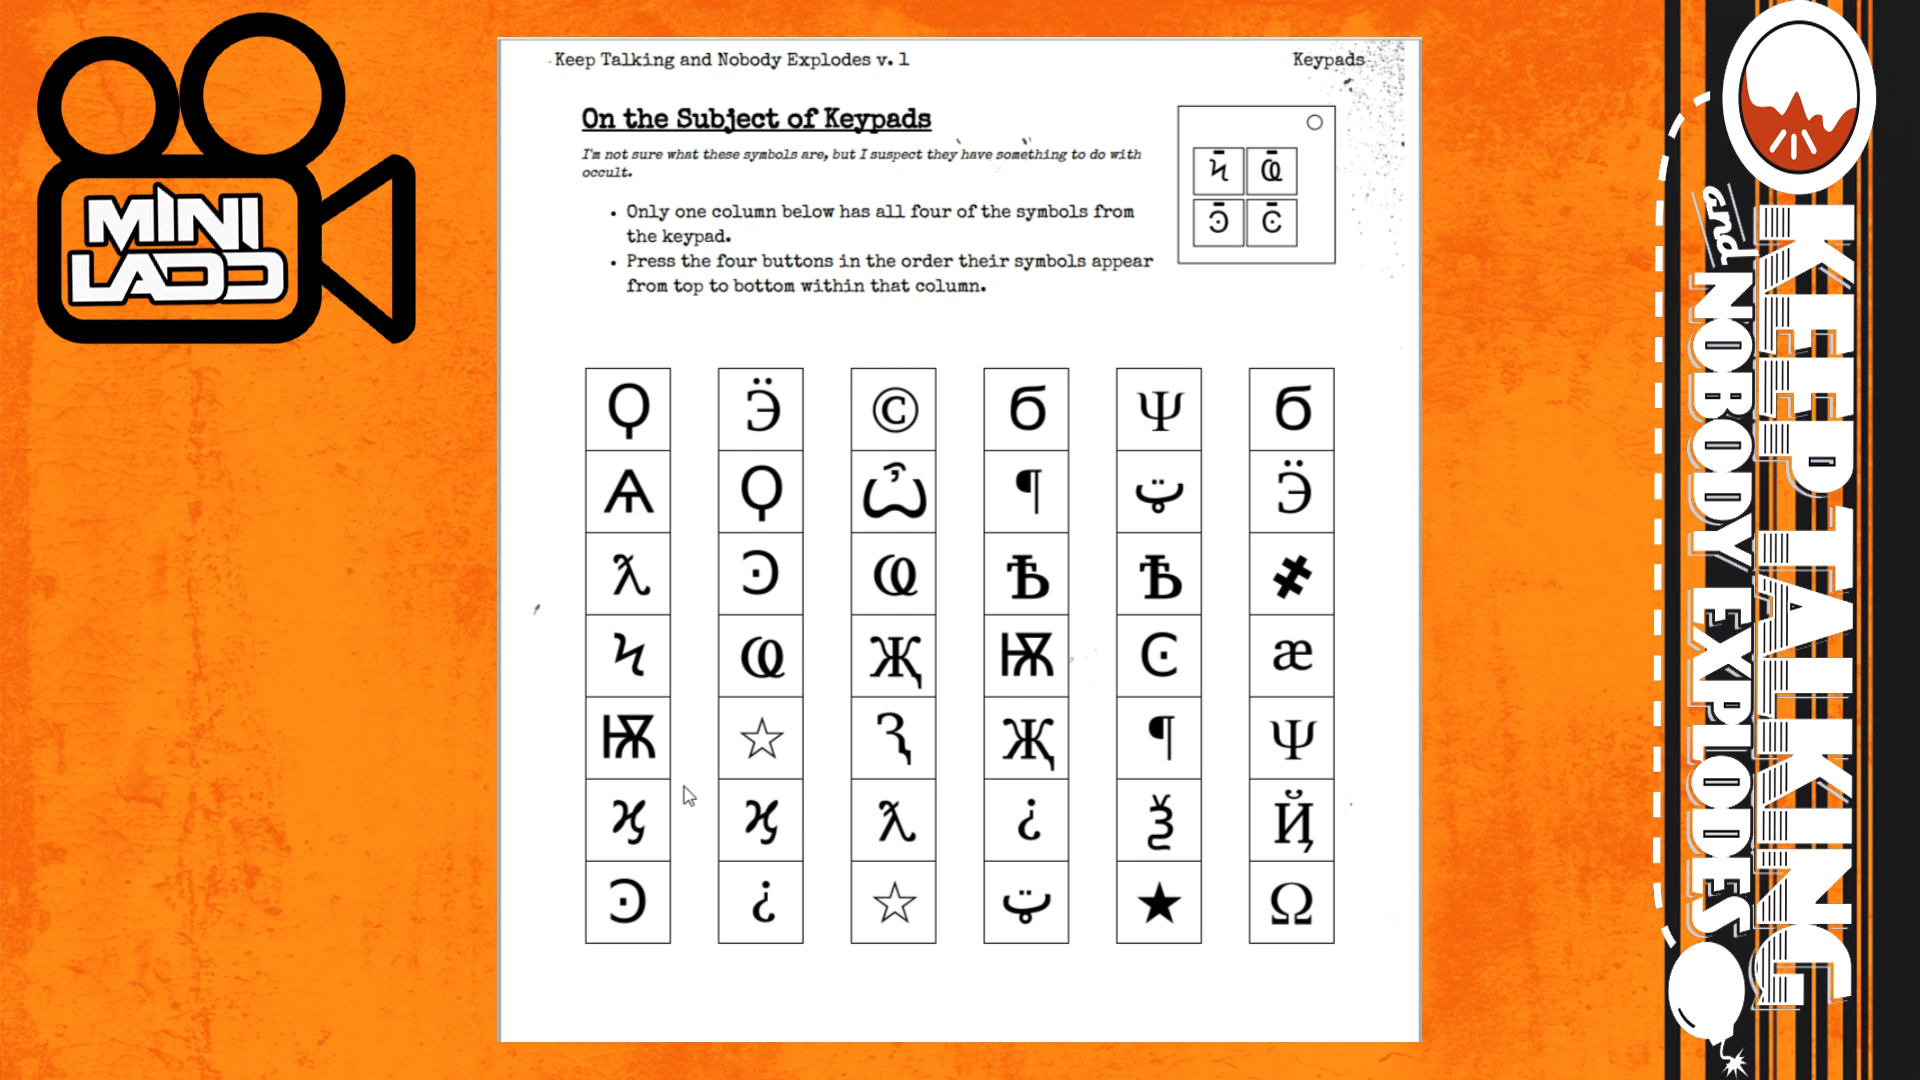 MINI
LADD
Keep Talking and Nobody Explodes v. 1
Keypads
On the Subject of Keypads
I'm not sure what these symbols are, but I suspect they have something to do with
occult.
• Only one column below has all four of the symbols from
the keypad.
• Press the four buttons in the order their symbols appear
from top to bottom within that column.
Ϟ Ҩ
Ͽ Ͼ
Ϙ Ӭ © Ϭ Ψ Ϭ
Ѧ Ϙ Ѽ ¶ ټ Ӭ
ƛ Ͽ Ҩ Ѣ Ѣ ҂
Ϟ Ҩ Җ Ѭ Ͼ æ
Ѭ ☆ Ԇ Җ ¶ Ψ
ϗ ϗ ƛ ¿ Ѯ Ҋ
Ͽ ¿ ☆ ټ ★ Ω
KEEP TALKING
and NOBODY EXPLODES